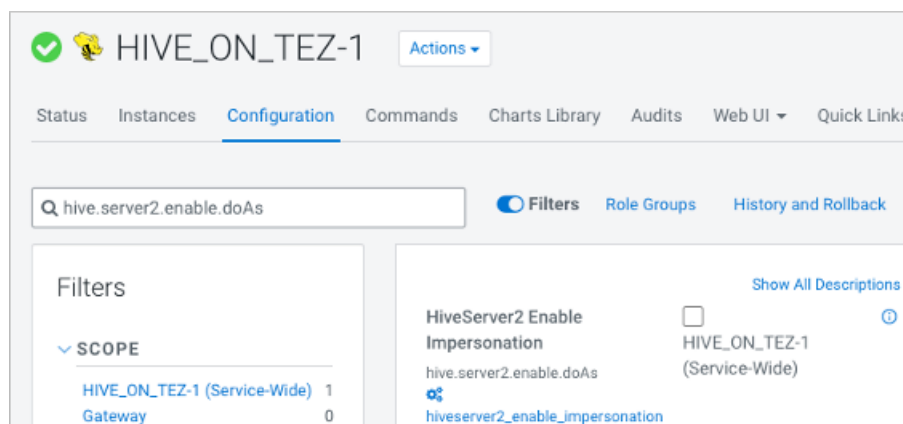 HIVE_ON_TEZ-1 Actions
Status Instances Configuration Commands Charts Library Audits Web UI Quick Links
hive.server2.enable.doAs Filters Role Groups History and Rollback
Filters
Show All Descriptions
SCOPE
HIVE_ON_TEZ-1 (Service-Wide) 1
Gateway 0
HiveServer2 Enable
Impersonation
hive.server2.enable.doAs
hiveserver2_enable_impersonation
HIVE_ON_TEZ-1
(Service-Wide)